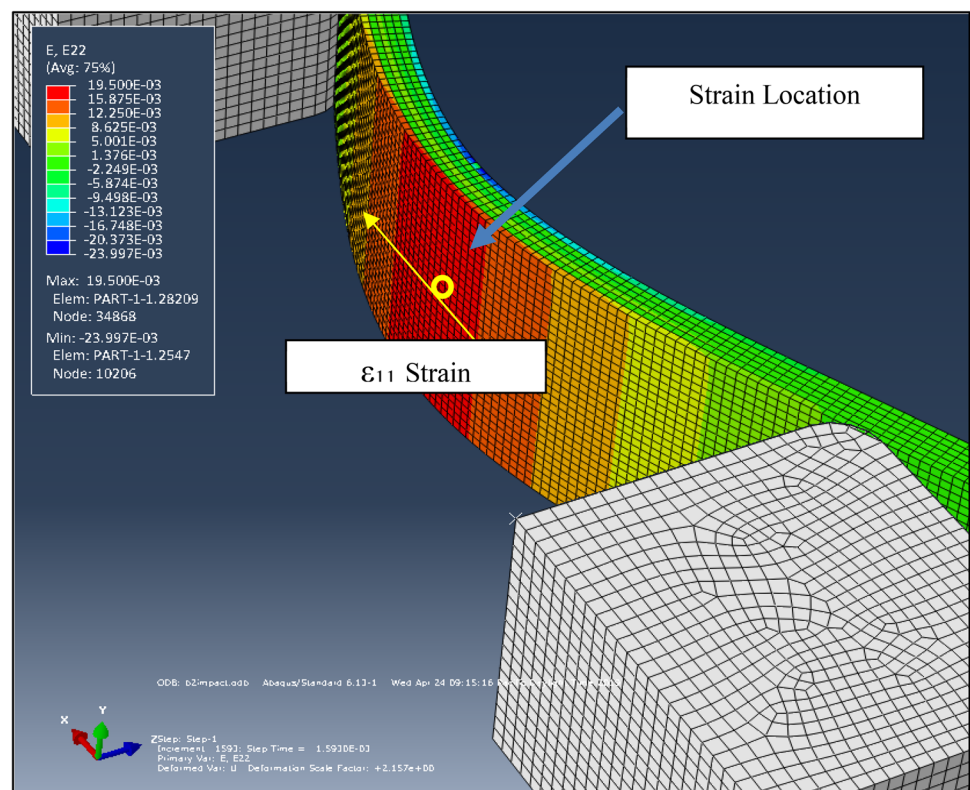 E, E22
(Avg: 75%)
19.500E-03
15.875E-03
12.250E-03
8.625E-03
5.001E-03
1.376E-03
-2.249E-03
-5.874E-03
-9.498E-03
-13.123E-03
-16.748E-03
-20.373E-03
-23.997E-03
Max: 19.500E-03
Elem: PART-1-1.28209
Node: 34868
Min: -23.997E-03
Elem: PART-1-1.2547
Node: 10206
Strain Location
ε₁₁ Strain
ODB: b2impact.odb Abaqus/Standard 6.13-1 Wed Apr 24 09:15:16
X
Y
Z
Step: Step-1
Increment 1593: Step Time = 1.5930E-03
Primary Var: E, E22
Deformed Var: U Deformation Scale Factor: +2.157e+00